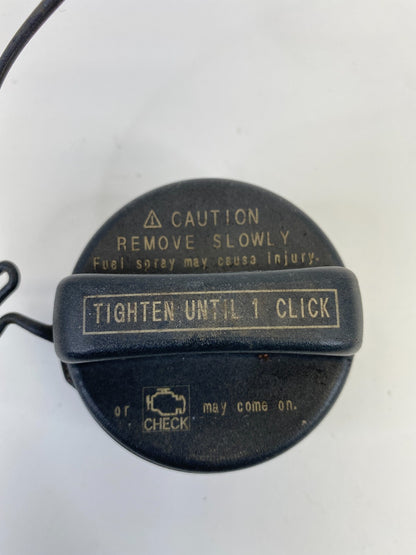 ⚠ CAUTION
REMOVE SLOWLY
Fuel spray may cause injury.
TIGHTEN UNTIL 1 CLICK
or CHECK may come on.